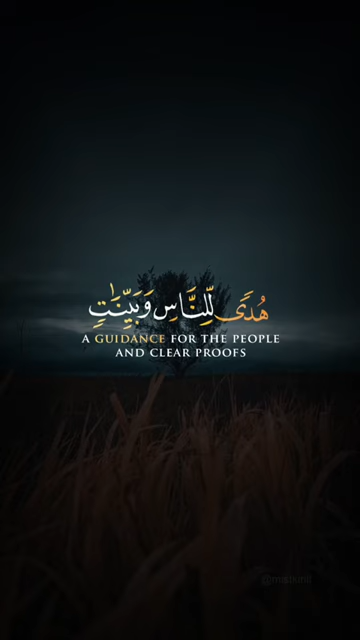 هُدًى لِّلنَّاسِ وَبَيِّنَٰتٍ
A GUIDANCE FOR THE PEOPLE
AND CLEAR PROOFS